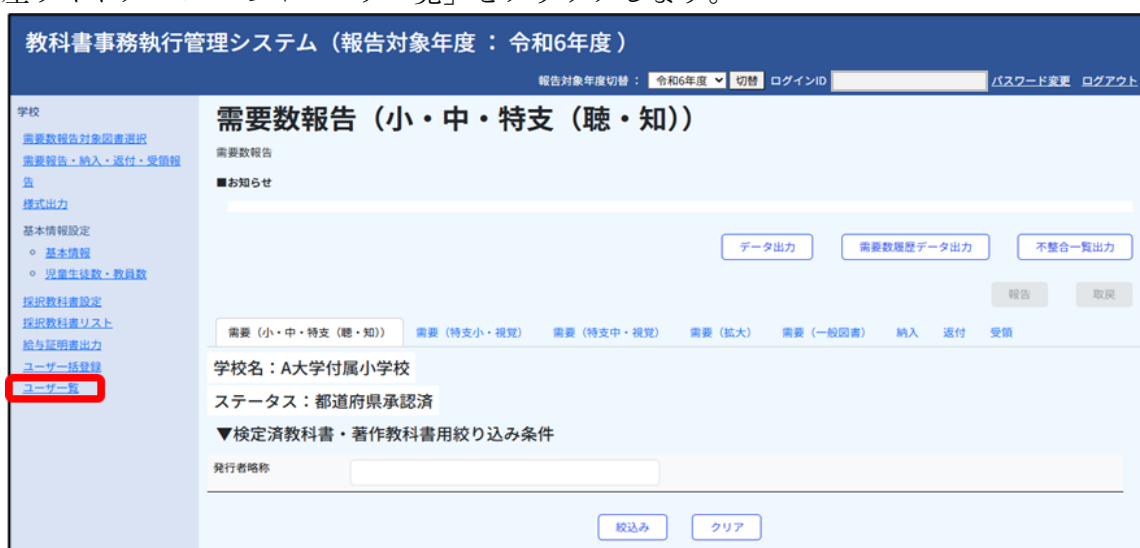 教科書事務執行管理システム（報告対象年度 ： 令和6年度 ）
報告対象年度切替 ： 令和6年度 切替 ログインID パスワード変更 ログアウト
学校
需要数報告対象図書選択
需要報告・納入・返付・受領報
告
様式出力
基本情報設定
基本情報
児童生徒数・教員数
採択教科書設定
採択教科書リスト
給与証明書出力
ユーザー括登録
ユーザー覧
需要数報告（小・中・特支（聴・知））
需要数報告
■お知らせ
データ出力 需要数履歴データ出力 不整合一覧出力
報告 取戻
需要（小・中・特支（聴・知）） 需要（特支小・視覚） 需要（特支中・視覚） 需要（拡大） 需要（一般図書） 納入 返付 受領
学校名：A大学付属小学校
ステータス：都道府県承認済
▼検定済教科書・著作教科書用絞り込み条件
発行者略称
絞込み クリア